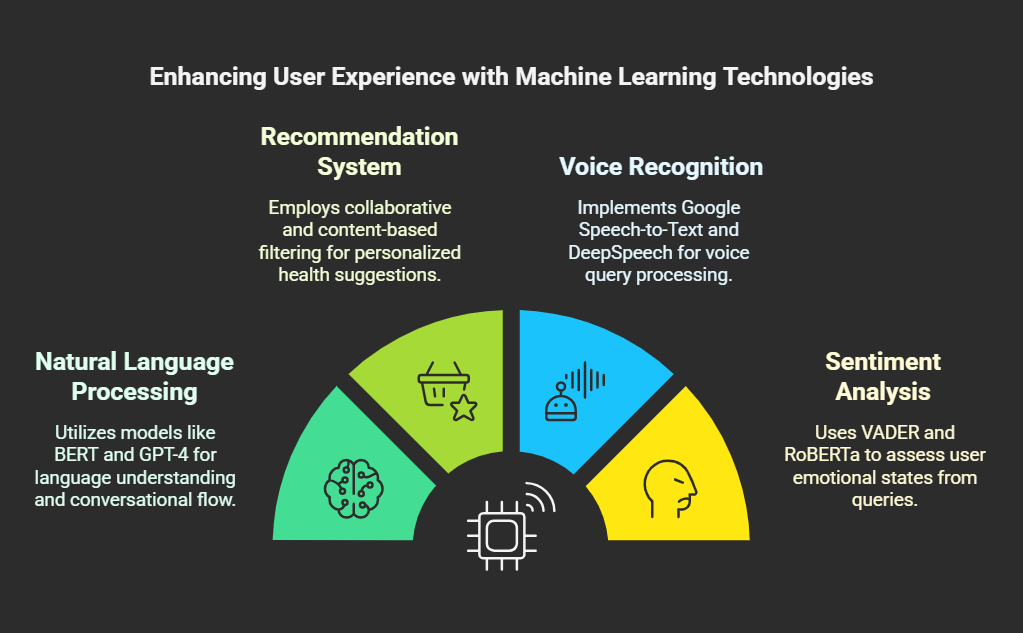 Enhancing User Experience with Machine Learning Technologies
Recommendation
System
Employs collaborative
and content-based
filtering for personalized
health suggestions.
Voice Recognition
Implements Google
Speech-to-Text and
DeepSpeech for voice
query processing.
Natural Language
Processing
Utilizes models like
BERT and GPT-4 for
language understanding
and conversational flow.
Sentiment
Analysis
Uses VADER and
RoBERTa to assess user
emotional states from
queries.